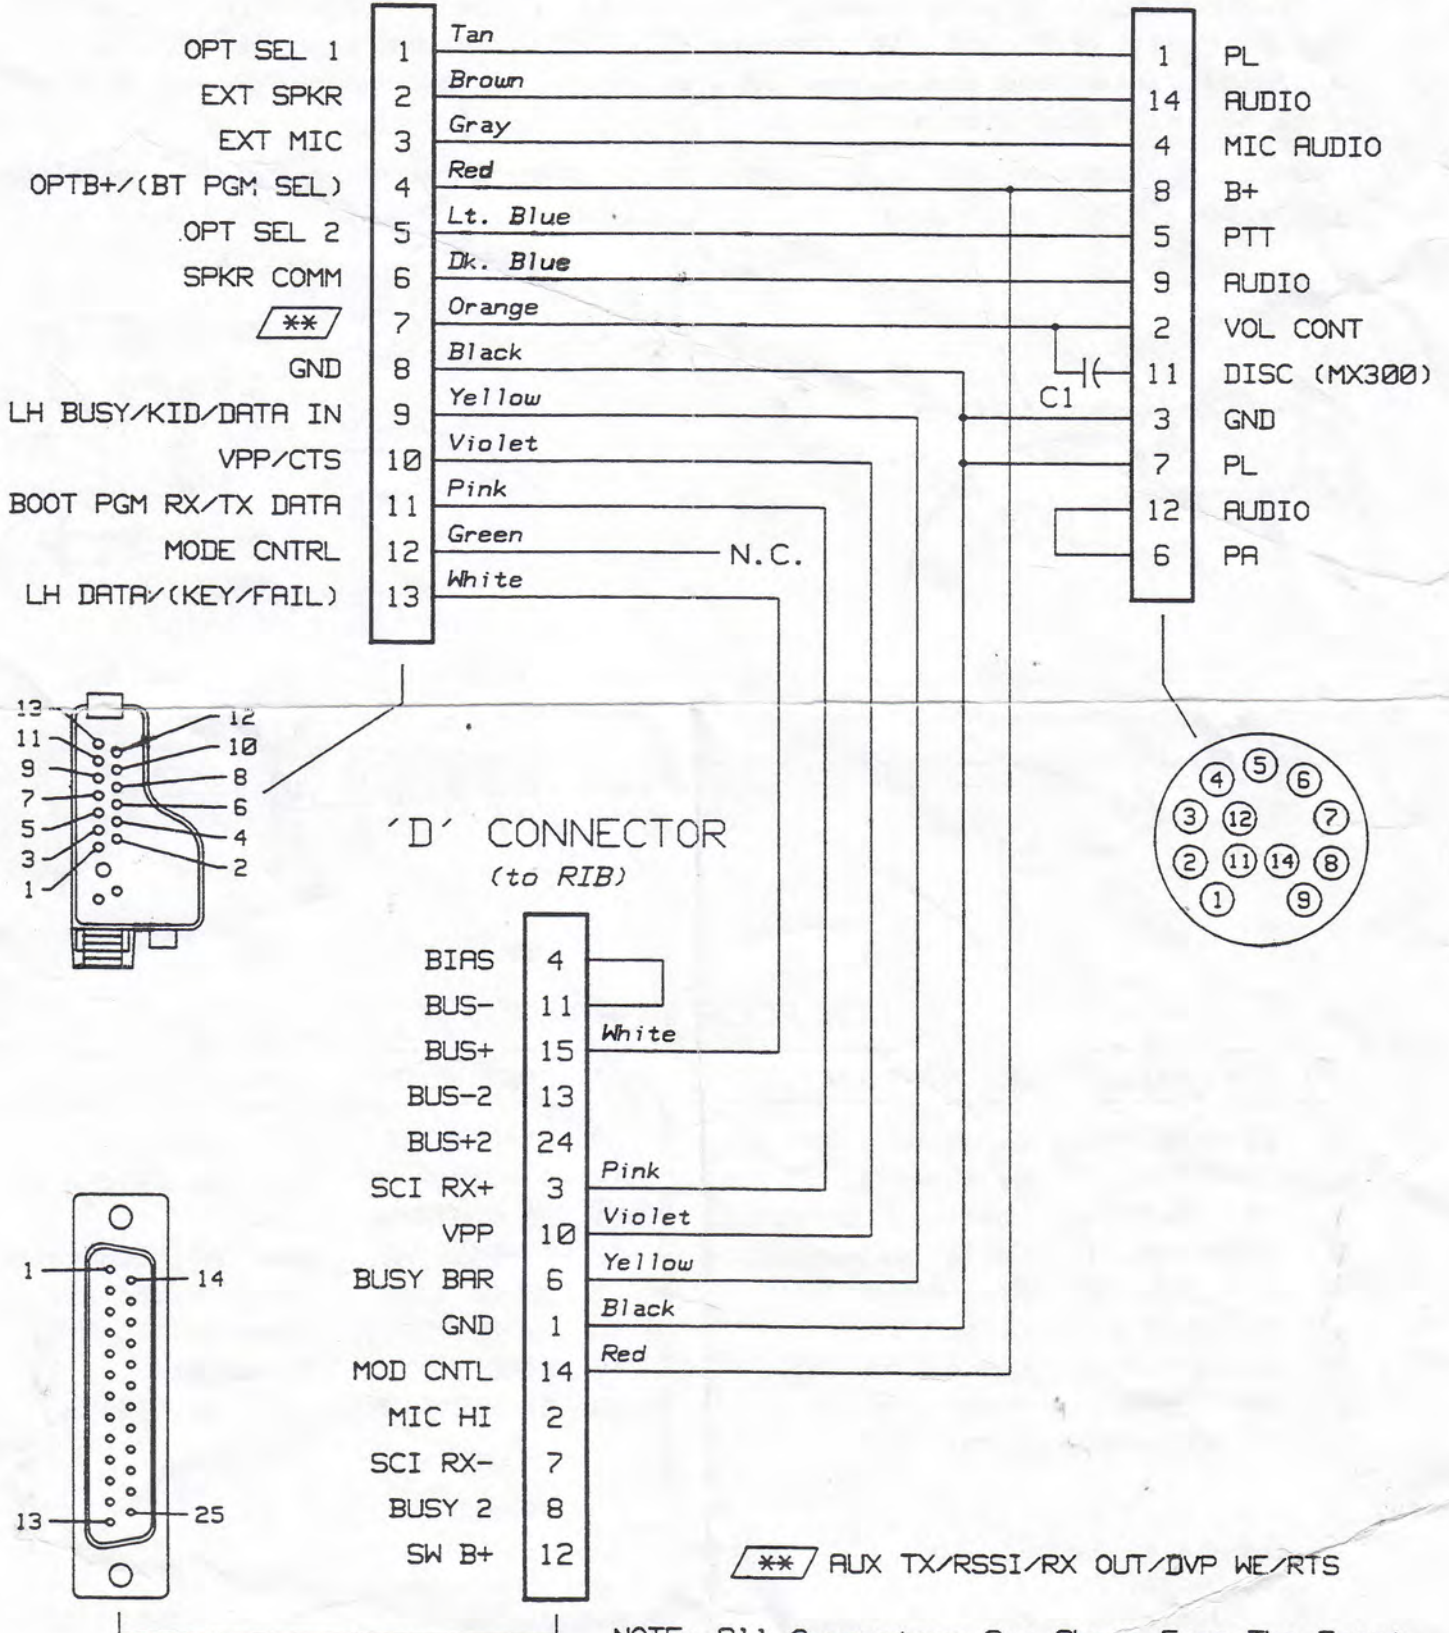 OPT SEL 1 1 Tan 1 PL
EXT SPKR 2 Brown 14 AUDIO
EXT MIC 3 Gray 4 MIC AUDIO
OPTB+/(BT PGM SEL) 4 Red 8 B+
OPT SEL 2 5 Lt. Blue 5 PTT
SPKR COMM 6 Dk. Blue 9 AUDIO
** 7 Orange 2 VOL CONT
C1 11 DISC (MX300)
GND 8 Black
3 GND
LH BUSY/KID/DATA IN 9 Yellow
VPP/CTS 10 Violet 7 PL
BOOT PGM RX/TX DATA 11 Pink 12 AUDIO
MODE CNTRL 12 Green N.C. 6 PA
LH DATA/(KEY/FAIL) 13 White
13 12
11 10
9 8
7 6
5 4
3 2
1
4 5 6
3 12 7
2 11 14 8
1 9
'D' CONNECTOR
(to RIB)
BIAS 4
BUS- 11
BUS+ 15 White
BUS-2 13
BUS+2 24
SCI RX+ 3 Pink
VPP 10 Violet
BUSY BAR 6 Yellow
GND 1 Black
MOD CNTL 14 Red
MIC HI 2
SCI RX- 7
BUSY 2 8
SW B+ 12
1 14
13 25
** AUX TX/RSSI/RX OUT/DVP WE/RTS